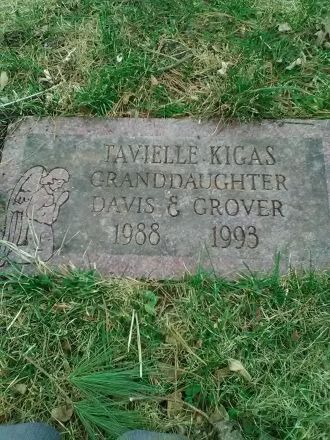 TAVIELLE KIGAS
GRANDDAUGHTER
DAVIS & GROVER
1988 1993